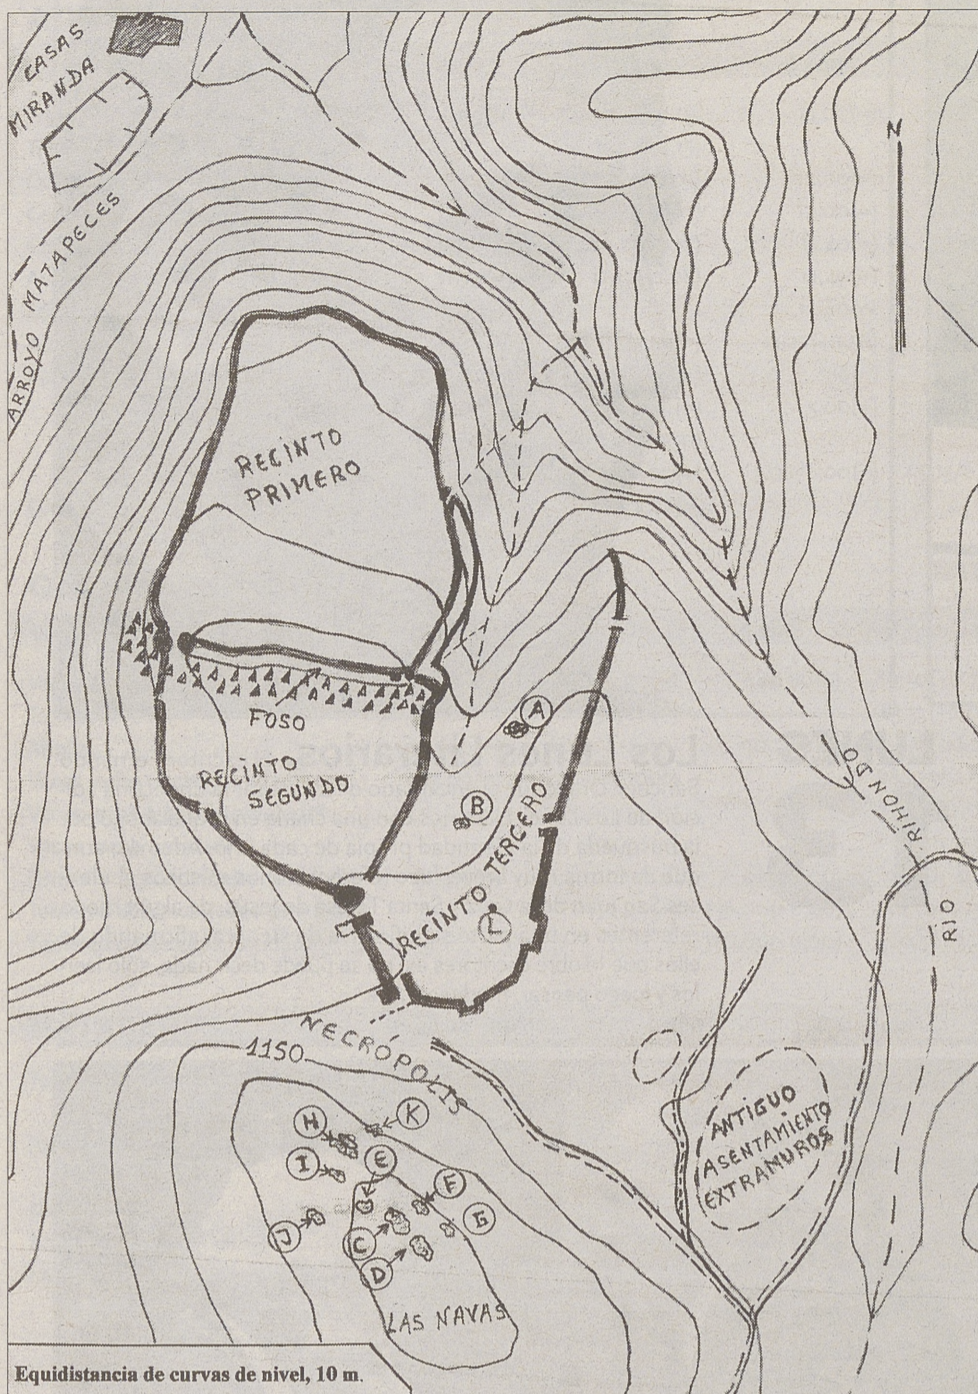 CASAS
MIRANDA
ARROYO MATAPECES
N
RECINTO
PRIMERO
FOSO
RECINTO
SEGUNDO
A
B
RECINTO TERCERO
L
RIHONDO
RIO
NECRÓPOLIS
1150
ANTIGUO
ASENTAMIENTO
EXTRAMUROS
H
K
I
E
F
J
C
G
D
LAS NAVAS
Equidistancia de curvas de nivel, 10 m.